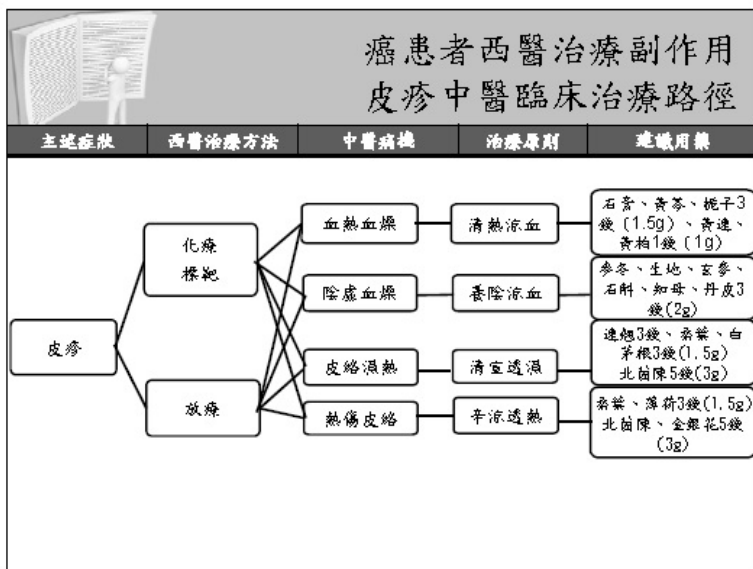 癌患者西醫治療副作用
皮疹中醫臨床治療路徑
主述症狀 西醫治療方法 中醫病機 治療原則 建議用藥
皮疹
化療
標靶
放療
血熱血燥
清熱涼血
石膏、黃芩、梔子3
錢(1.5g)、黃連、
黃柏1錢(1g)
陰虛血燥
養陰涼血
麥冬、生地、玄參、
石斛、知母、丹皮3
錢(2g)
皮絡濕熱
清宣透濕
連翹3錢、桑葉、白
茅根3錢(1.5g)
北茵陳5錢(3g)
熱傷皮絡
辛涼透熱
桑葉、薄荷3錢(1.5g)
北茵陳、金銀花5錢
(3g)